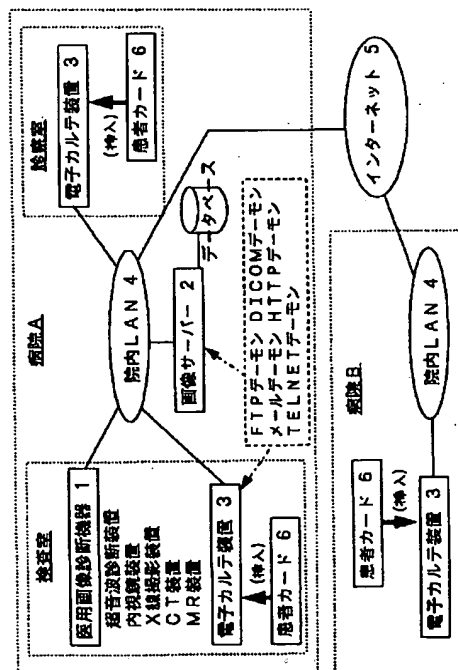 病院A
検査室
医用画像診断機器 1
超音波診断装置
内視鏡装置
X線撮影装置
CT装置
MR装置
電子カルテ装置 3
(挿入)
患者カード 6
院内LAN 4
画像サーバー 2
データベース
FTPデーモン DICOMデーモン
メールデーモン HTTPデーモン
TELNETデーモン
診察室
電子カルテ装置 3
(挿入)
患者カード 6
インターネット 5
病院B
患者カード 6
(挿入)
電子カルテ装置 3
院内LAN 4